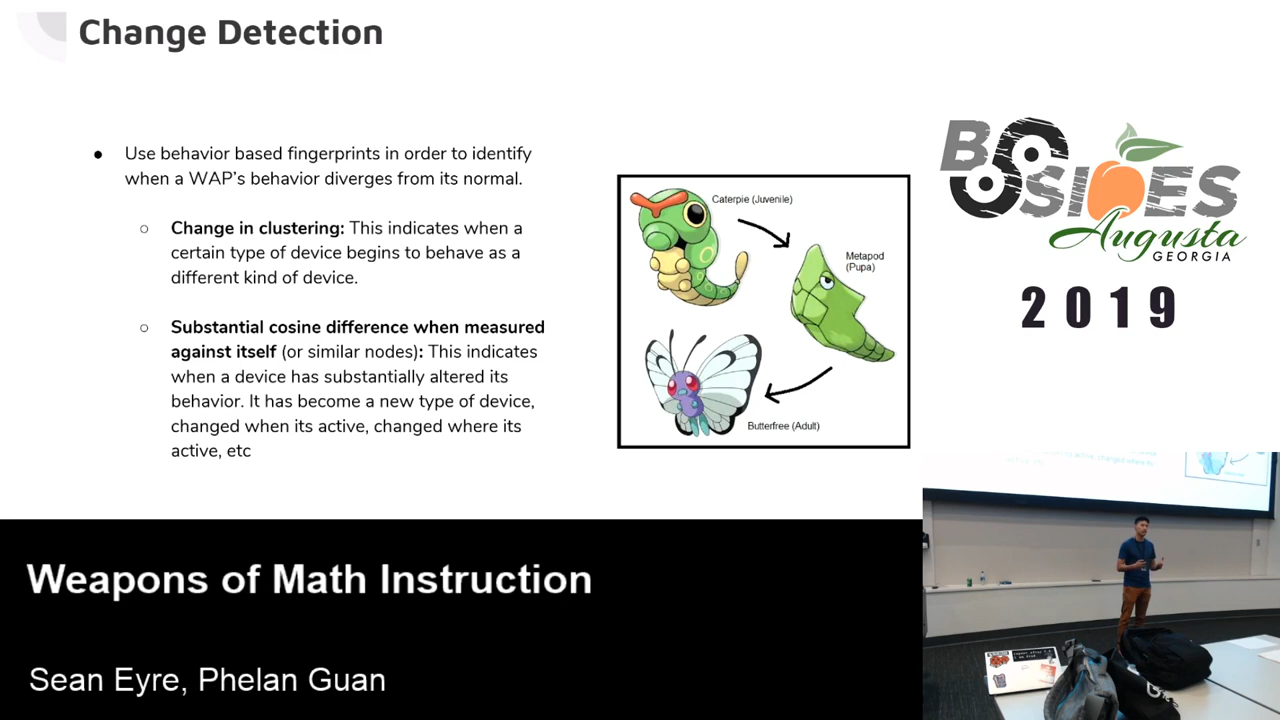 Change Detection
● Use behavior based fingerprints in order to identify
when a WAP's behavior diverges from its normal.
○ Change in clustering: This indicates when a
certain type of device begins to behave as a
different kind of device.
○ Substantial cosine difference when measured
against itself (or similar nodes): This indicates
when a device has substantially altered its
behavior. It has become a new type of device,
changed when its active, changed where its
active, etc
Caterpie (Juvenile)
Metapod
(Pupa)
Butterfree (Adult)
BSIDES
Augusta
GEORGIA
2019
Weapons of Math Instruction
Sean Eyre, Phelan Guan